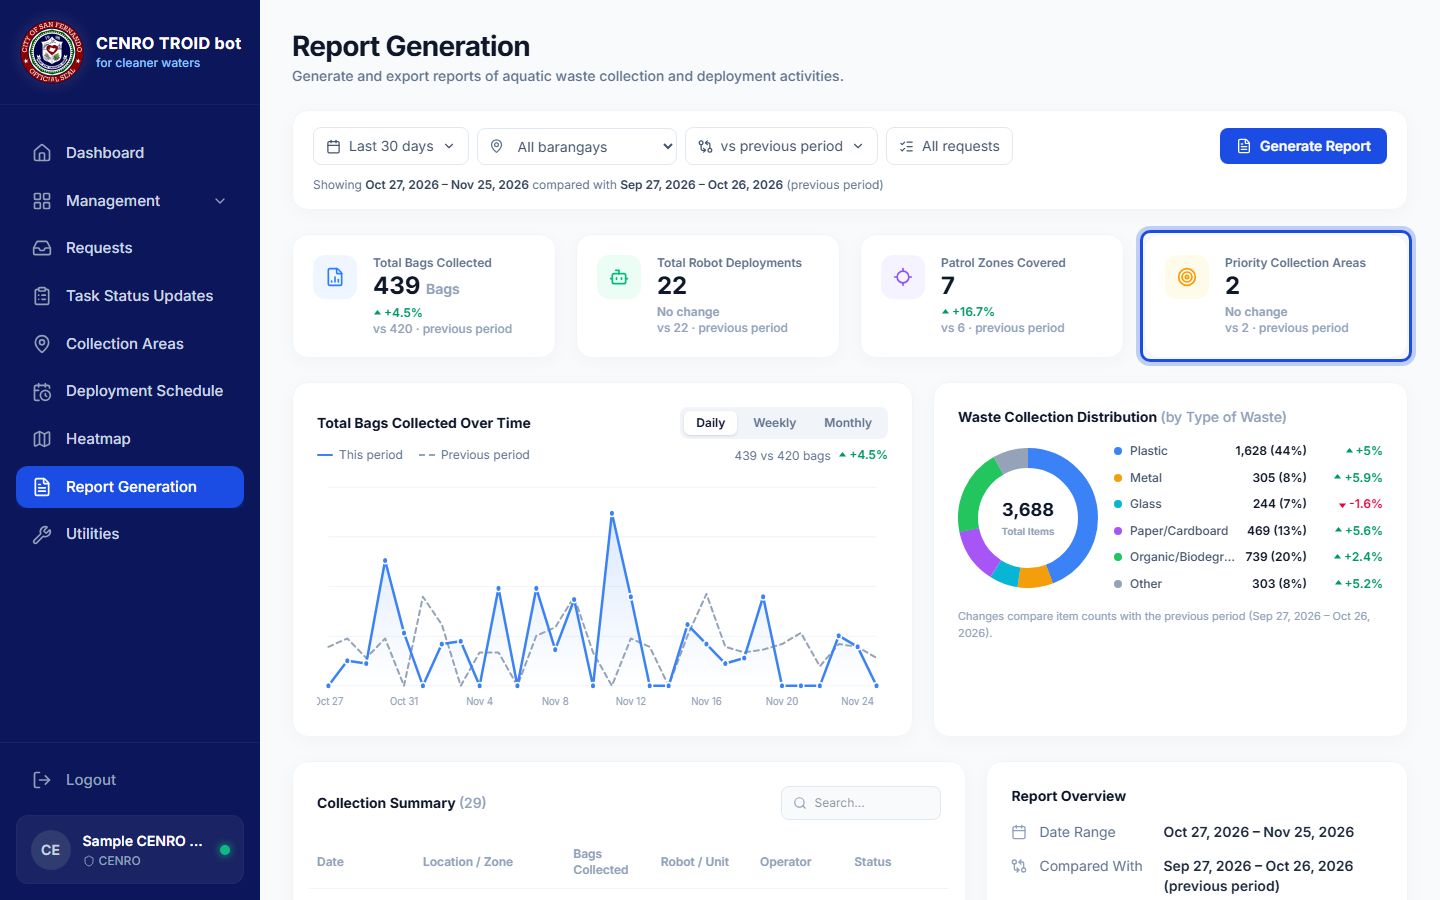 CITY OF SAN FERNANDO
OFFICIAL SEAL
CENRO TROID bot
for cleaner waters
Dashboard
Management
Requests
Task Status Updates
Collection Areas
Deployment Schedule
Heatmap
Report Generation
Utilities
Logout
CE
Sample CENRO ...
CENRO
Report Generation
Generate and export reports of aquatic waste collection and deployment activities.
Last 30 days
All barangays
vs previous period
All requests
Generate Report
Showing Oct 27, 2026 – Nov 25, 2026 compared with Sep 27, 2026 – Oct 26, 2026 (previous period)
Total Bags Collected
439 Bags
+4.5%
vs 420 · previous period
Total Robot Deployments
22
No change
vs 22 · previous period
Patrol Zones Covered
7
+16.7%
vs 6 · previous period
Priority Collection Areas
2
No change
vs 2 · previous period
Total Bags Collected Over Time
Daily Weekly Monthly
This period Previous period
439 vs 420 bags +4.5%
Oct 27 Oct 31 Nov 4 Nov 8 Nov 12 Nov 16 Nov 20 Nov 24
Waste Collection Distribution (by Type of Waste)
3,688
Total Items
Plastic 1,628 (44%) +5%
Metal 305 (8%) +5.9%
Glass 244 (7%) -1.6%
Paper/Cardboard 469 (13%) +5.6%
Organic/Biodegr... 739 (20%) +2.4%
Other 303 (8%) +5.2%
Changes compare item counts with the previous period (Sep 27, 2026 – Oct 26,
2026).
Collection Summary (29)
Search...
Date Location / Zone Bags Collected Robot / Unit Operator Status
Report Overview
Date Range Oct 27, 2026 – Nov 25, 2026
Compared With Sep 27, 2026 – Oct 26, 2026
(previous period)